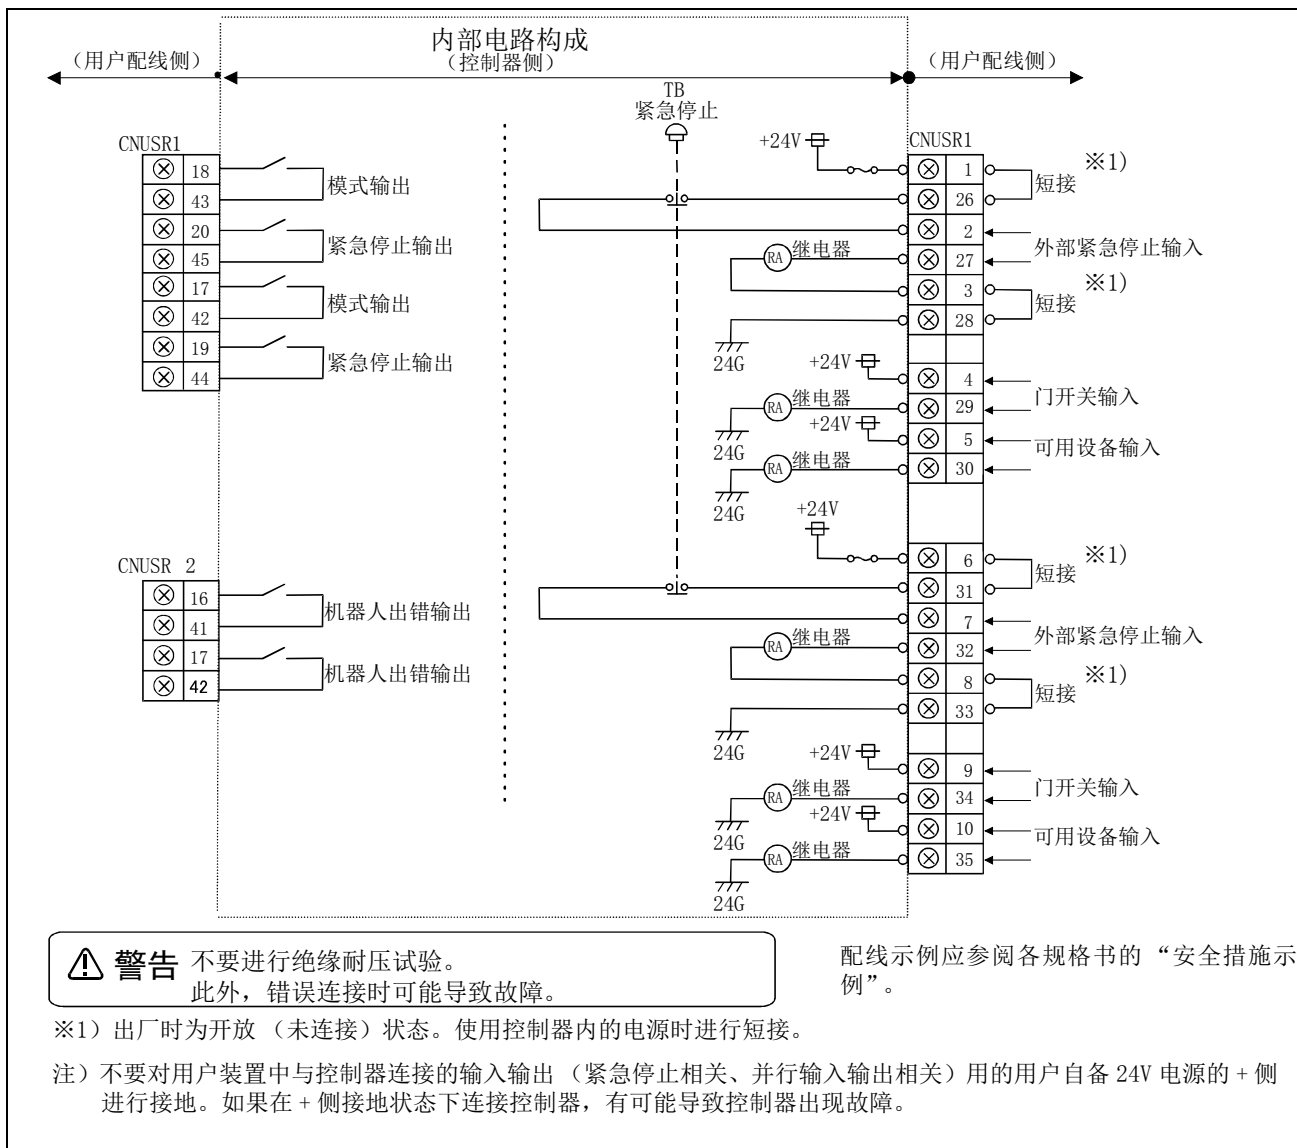 内部电路构成
（用户配线侧）
（控制器侧）
（用户配线侧）
TB
紧急停止
CNUSR1
18
43
模式输出
20
45
紧急停止输出
17
42
模式输出
19
44
紧急停止输出
CNUSR 2
16
41
机器人出错输出
17
42
机器人出错输出
+24V
CNUSR1
1
26
短接
※1)
2
27
外部紧急停止输入
RA
继电器
3
28
短接
※1)
24G
+24V
4
29
门开关输入
RA
继电器
24G
+24V
5
30
可用设备输入
RA
继电器
24G
+24V
6
31
短接
※1)
7
32
外部紧急停止输入
RA
继电器
8
33
短接
※1)
24G
+24V
9
34
门开关输入
RA
继电器
24G
+24V
10
35
可用设备输入
RA
继电器
24G
警告 不要进行绝缘耐压试验。
此外，错误连接时可能导致故障。
配线示例应参阅各规格书的“安全措施示
例”。
※1）出厂时为开放 （未连接）状态。使用控制器内的电源时进行短接。
注）不要对用户装置中与控制器连接的输入输出 （紧急停止相关、并行输入输出相关）用的用户自备 24V 电源的 + 侧
进行接地。如果在 + 侧接地状态下连接控制器，有可能导致控制器出现故障。